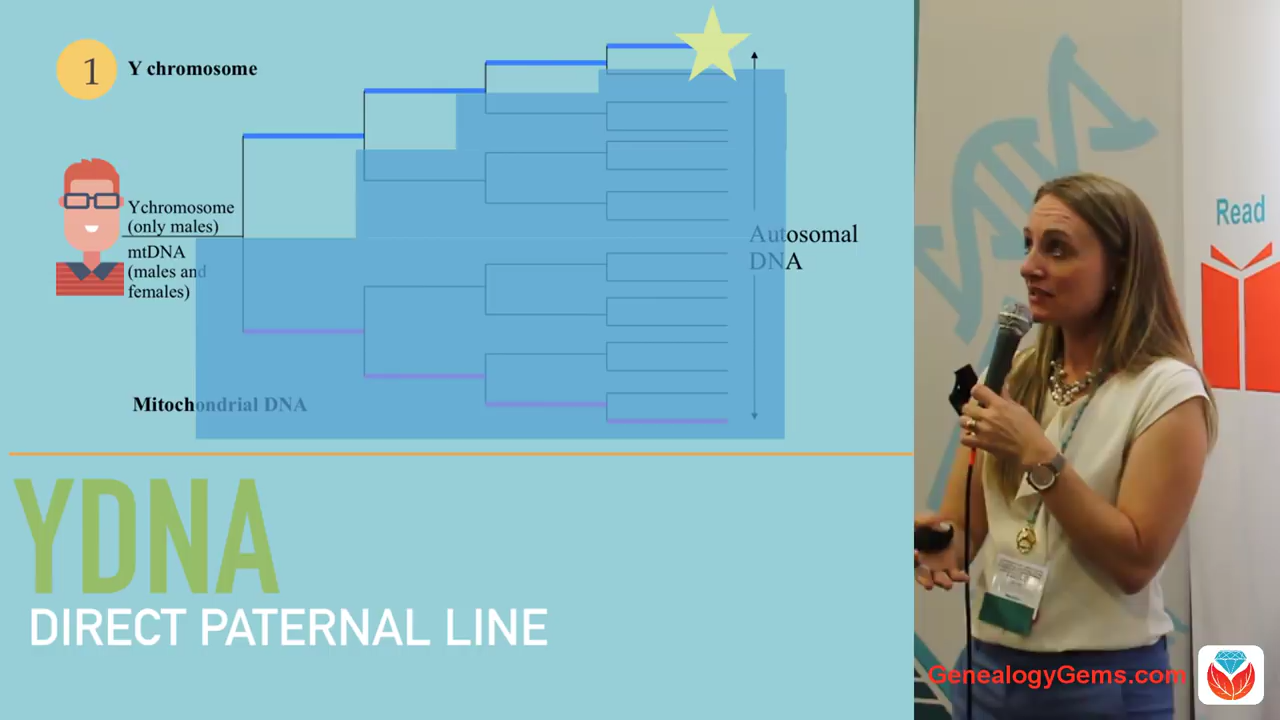 1
Y chromosome
Ychromosome
(only males)
mtDNA
(males and
females)
Autosomal
DNA
Mitochondrial DNA
YDNA
DIRECT PATERNAL LINE
Read
GenealogyGems.com